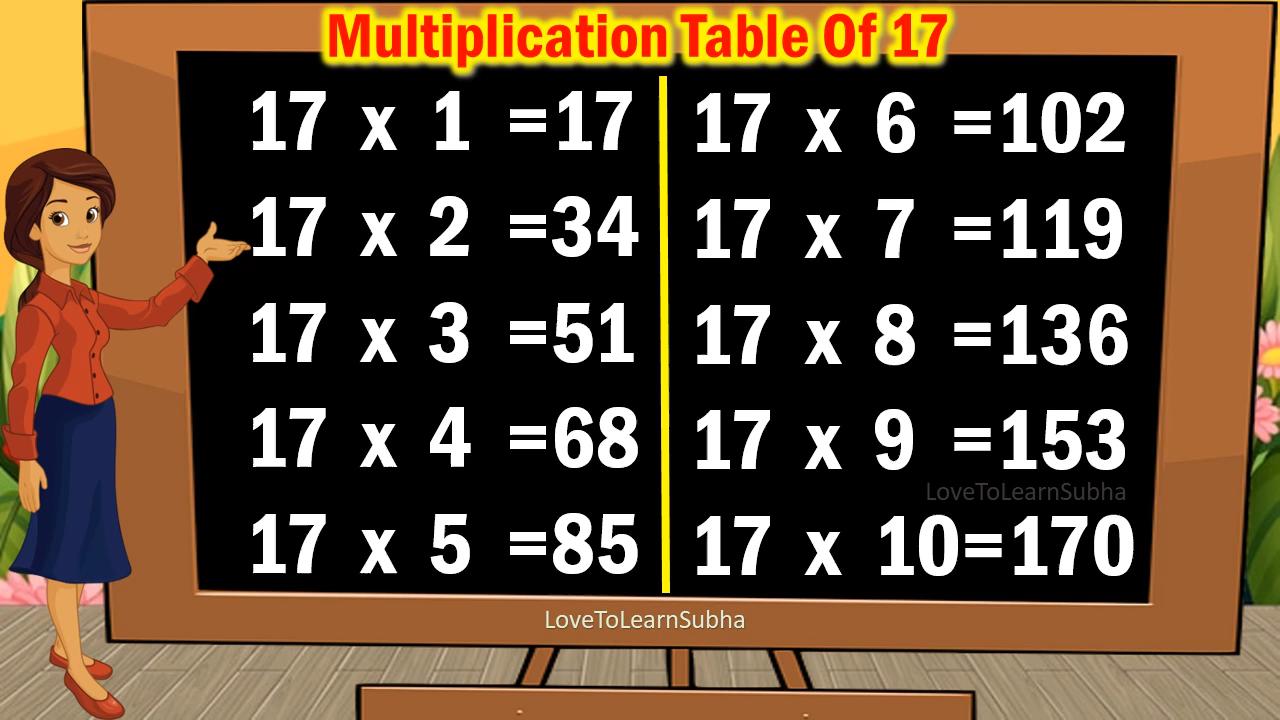 Multiplication Table Of 17
17 x 1 =17
17 x 2 =34
17 x 3 =51
17 x 4 =68
17 x 5 =85
17 x 6 =102
17 x 7 =119
17 x 8 =136
17 x 9 =153
LoveToLearnSubha
17 x 10=170
LoveToLearnSubha